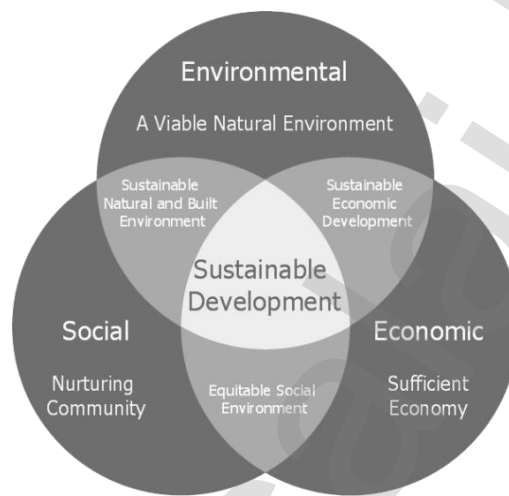 Environmental
A Viable Natural Environment
Sustainable
Natural and Built
Environment
Sustainable
Economic
Development
Sustainable
Development
Social
Economic
Nurturing
Community
Equitable Social
Environment
Sufficient
Economy